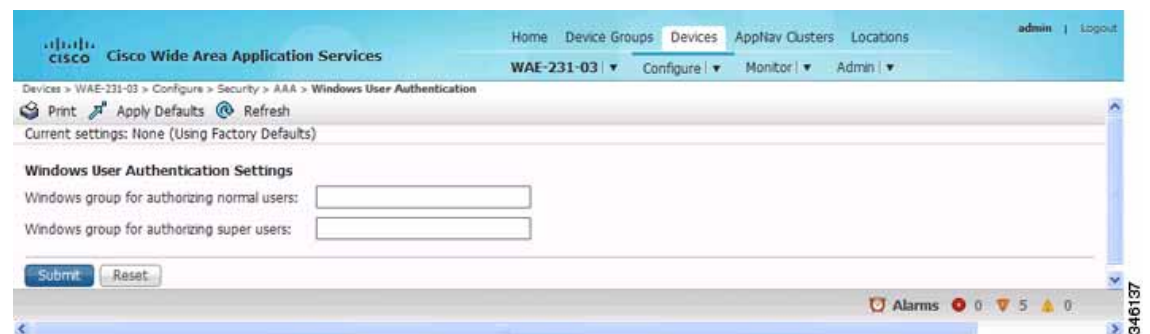 Home Device Groups Devices AppNav Clusters Locations
admin | Logout
CISCO Cisco Wide Area Application Services
WAE-231-03 Configure Monitor Admin
Devices > WAE-231-03 > Configure > Security > AAA > Windows User Authentication
Print Apply Defaults Refresh
Current settings: None (Using Factory Defaults)
Windows User Authentication Settings
Windows group for authorizing normal users:
Windows group for authorizing super users:
Submit Reset
Alarms 0 5 0
346137